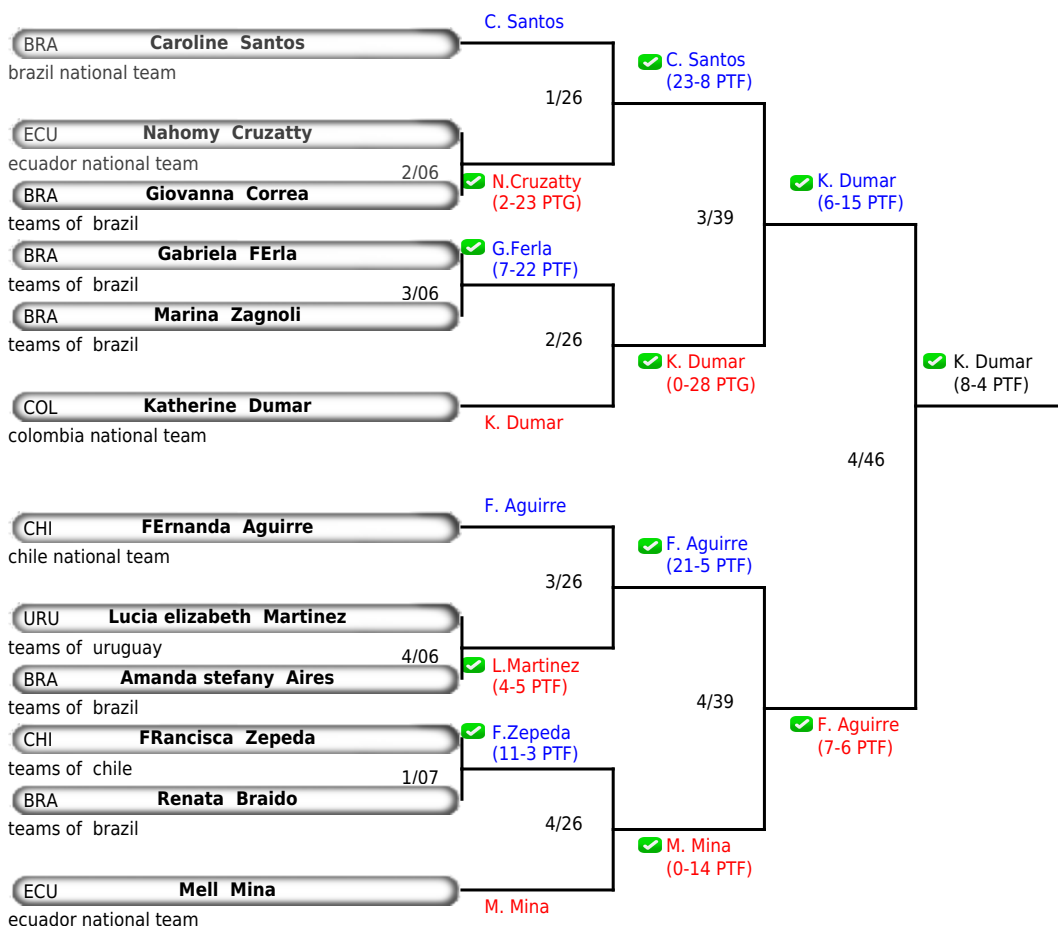 C. Santos
BRA Caroline Santos
brazil national team
C. Santos
(23-8 PTF)
1/26
ECU Nahomy Cruzatty
ecuador national team
2/06
N.Cruzatty
(2-23 PTG)
BRA Giovanna Correa
teams of brazil
K. Dumar
(6-15 PTF)
3/39
BRA Gabriela FErla
teams of brazil
G.Ferla
(7-22 PTF)
3/06
BRA Marina Zagnoli
teams of brazil
2/26
K. Dumar
(0-28 PTG)
K. Dumar
(8-4 PTF)
COL Katherine Dumar
colombia national team
K. Dumar
4/46
F. Aguirre
CHI FErnanda Aguirre
chile national team
F. Aguirre
(21-5 PTF)
3/26
URU Lucia elizabeth Martinez
teams of uruguay
4/06
L.Martinez
(4-5 PTF)
BRA Amanda stefany Aires
teams of brazil
4/39
F. Aguirre
(7-6 PTF)
CHI FRancisca Zepeda
teams of chile
F.Zepeda
(11-3 PTF)
1/07
BRA Renata Braido
teams of brazil
4/26
M. Mina
(0-14 PTF)
ECU Mell Mina
ecuador national team
M. Mina